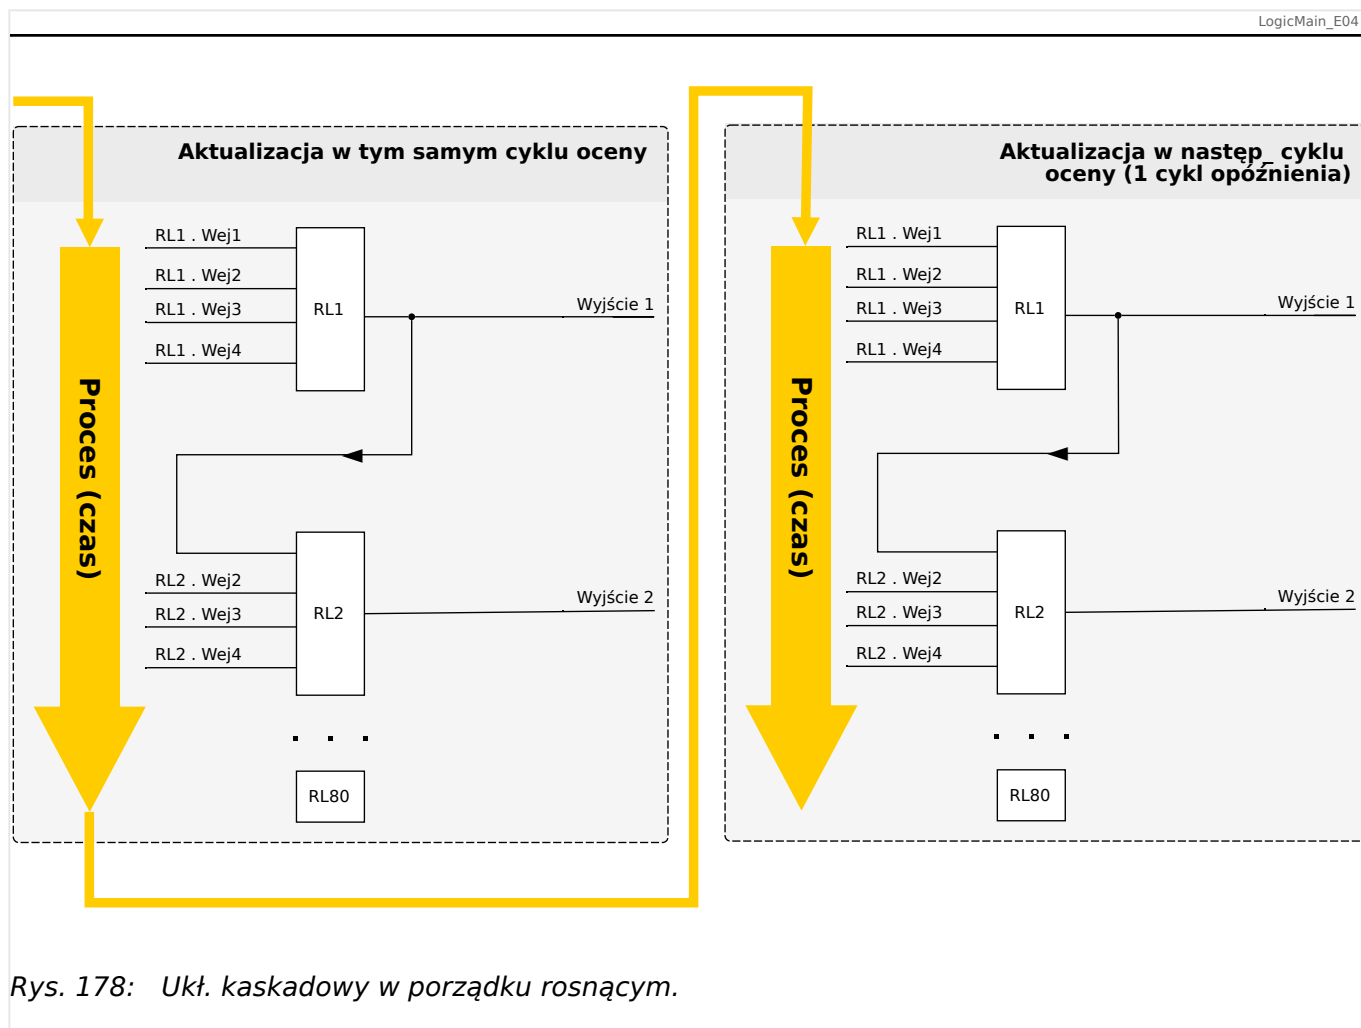 LogicMain_E04
Aktualizacja w tym samym cyklu oceny
RL1 . Wej1
RL1 . Wej2
RL1 . Wej3
RL1 . Wej4
RL1
Wyjście 1
Proces (czas)
RL2 . Wej2
RL2 . Wej3
RL2 . Wej4
RL2
Wyjście 2
. . .
RL80
Aktualizacja w następ_ cyklu
oceny (1 cykl opóźnienia)
RL1 . Wej1
RL1 . Wej2
RL1 . Wej3
RL1 . Wej4
RL1
Wyjście 1
Proces (czas)
RL2 . Wej2
RL2 . Wej3
RL2 . Wej4
RL2
Wyjście 2
. . .
RL80
Rys. 178: Ukł. kaskadowy w porządku rosnącym.